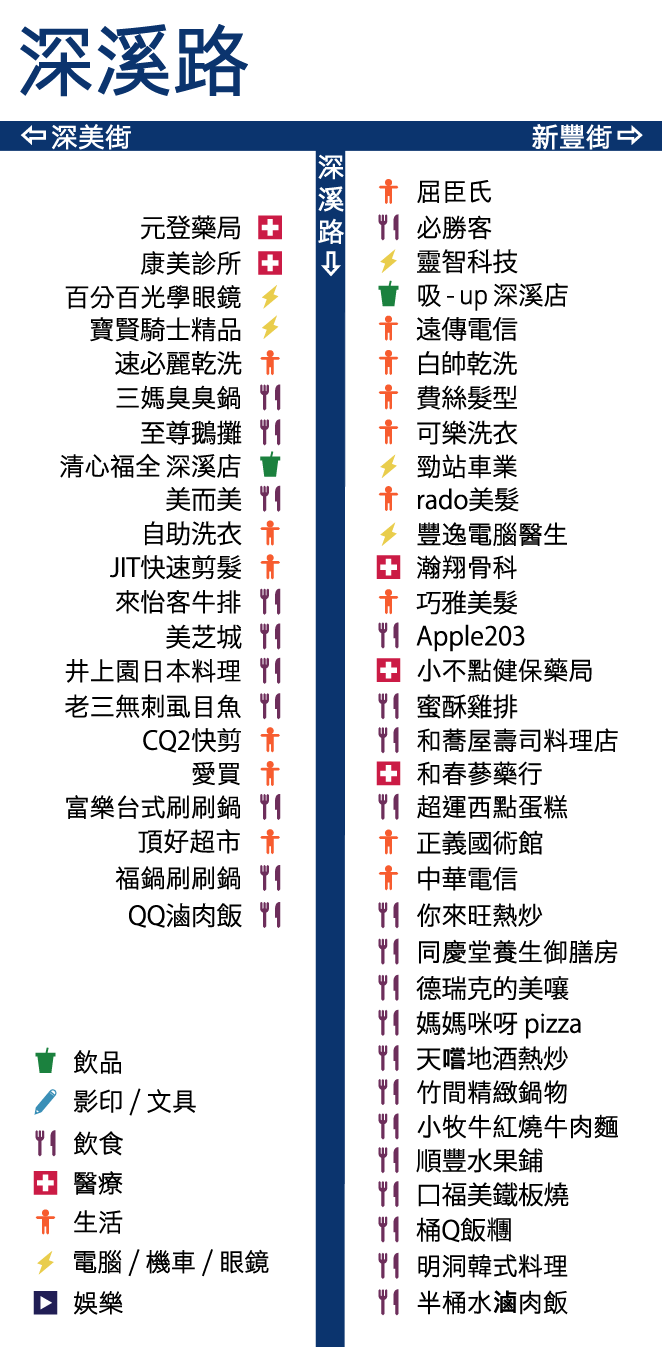 深溪路
深美街
新豐街
深溪路
元登藥局
康美診所
百分百光學眼鏡
寶賢騎士精品
速必麗乾洗
三媽臭臭鍋
至尊鵝攤
清心福全 深溪店
美而美
自助洗衣
JIT快速剪髮
來怡客牛排
美芝城
井上園日本料理
老三無刺虱目魚
CQ2快剪
愛買
富樂台式刷刷鍋
頂好超市
福鍋刷刷鍋
QQ滷肉飯
屈臣氏
必勝客
靈智科技
吸 - up 深溪店
遠傳電信
白帥乾洗
費絲髮型
可樂洗衣
勁站車業
rado美髮
豐逸電腦醫生
瀚翔骨科
巧雅美髮
Apple203
小不點健保藥局
蜜酥雞排
和蕎屋壽司料理店
和春蔘藥行
超運西點蛋糕
正義國術館
中華電信
你來旺熱炒
同慶堂養生御膳房
德瑞克的美嚷
媽媽咪呀 pizza
天嚐地酒熱炒
竹間精緻鍋物
小牧牛紅燒牛肉麵
順豐水果鋪
口福美鐵板燒
桶Q飯糰
明洞韓式料理
半桶水滷肉飯
飲品
影印 / 文具
飲食
醫療
生活
電腦 / 機車 / 眼鏡
娛樂